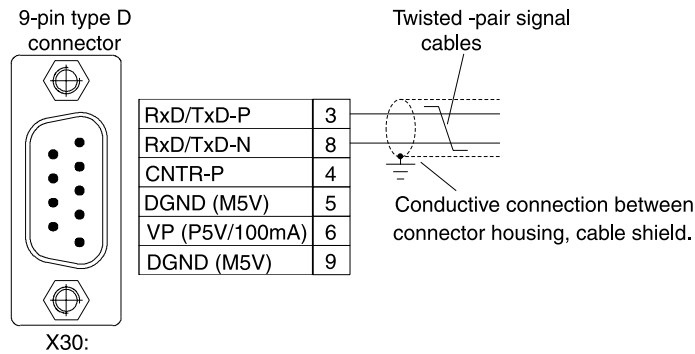 9-pin type D
connector
Twisted -pair signal
cables
RxD/TxD-P 3
RxD/TxD-N 8
CNTR-P 4
DGND (M5V) 5
VP (P5V/100mA) 6
DGND (M5V) 9
Conductive connection between
connector housing, cable shield.
X30: